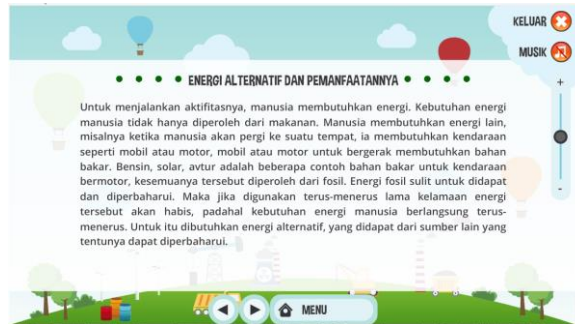 KELUAR
MUSIK
ENERGI ALTERNATIF DAN PEMANFAATANNYA
Untuk menjalankan aktifitasnya, manusia membutuhkan energi. Kebutuhan energi
manusia tidak hanya diperoleh dari makanan. Manusia membutuhkan energi lain,
misalnya ketika manusia akan pergi ke suatu tempat, ia membutuhkan kendaraan
seperti mobil atau motor, mobil atau motor untuk bergerak membutuhkan bahan
bakar. Bensin, solar, avtur adalah beberapa contoh bahan bakar untuk kendaraan
bermotor, kesemuanya tersebut diperoleh dari fosil. Energi fosil sulit untuk didapat
dan diperbaharui. Maka jika digunakan terus-menerus lama kelamaan energi
tersebut akan habis, padahal kebutuhan energi manusia berlangsung terus-
menerus. Untuk itu dibutuhkan energi alternatif, yang didapat dari sumber lain yang
tentunya dapat diperbaharui.
MENU